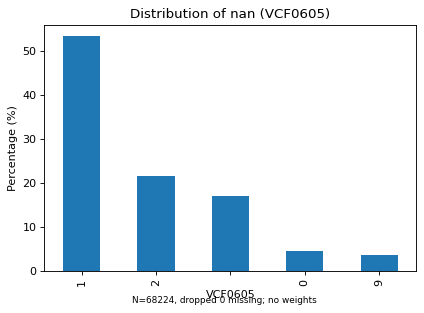 Distribution of nan (VCF0605)
Percentage (%)
50
40
30
20
10
0
1
2
0
9
VCF0605
N=68224, dropped 0 missing; no weights